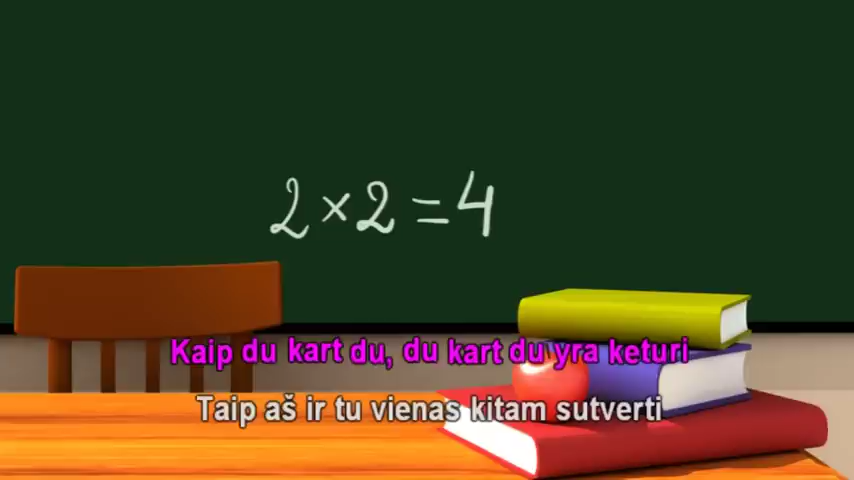 2 × 2 = 4
Kaip du kart du, du kart du yra keturi
Taip aš ir tu vienas kitam sutverti